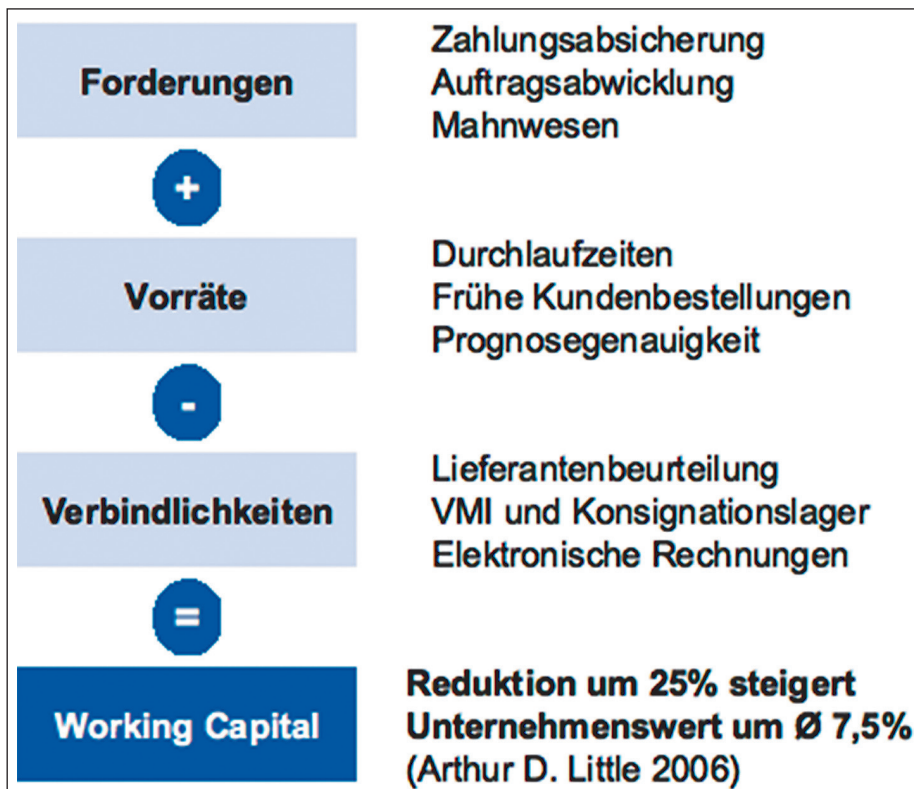 Forderungen
Zahlungsabsicherung
Auftragsabwicklung
Mahnwesen
+
Vorräte
Durchlaufzeiten
Frühe Kundenbestellungen
Prognosegenauigkeit
-
Verbindlichkeiten
Lieferantenbeurteilung
VMI und Konsignationslager
Elektronische Rechnungen
=
Working Capital
Reduktion um 25% steigert
Unternehmenswert um Ø 7,5%
(Arthur D. Little 2006)